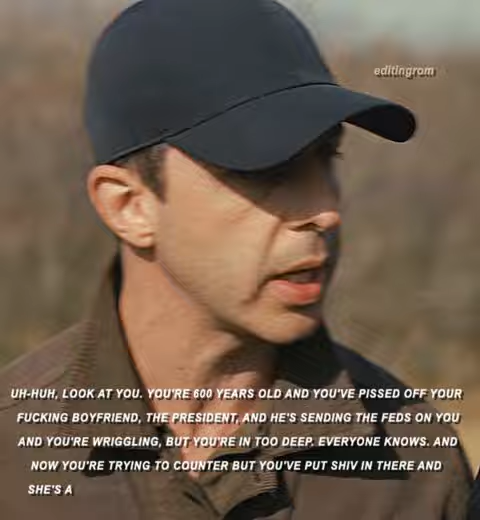 editingrom
UH-HUH, LOOK AT YOU. YOU'RE 600 YEARS OLD AND YOU'VE PISSED OFF YOUR
FUCKING BOYFRIEND, THE PRESIDENT, AND HE'S SENDING THE FEDS ON YOU
AND YOU'RE WRIGGLING, BUT YOU'RE IN TOO DEEP. EVERYONE KNOWS. AND
NOW YOU'RE TRYING TO COUNTER BUT YOU'VE PUT SHIV IN THERE AND
SHE'S A